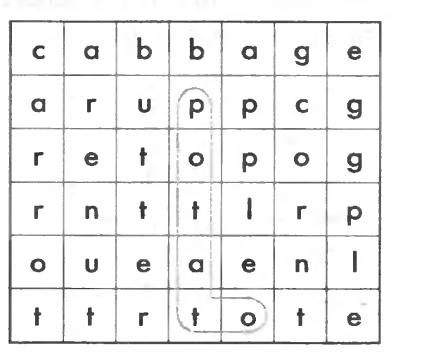 c a b b a g e
a r u p p c g
r e t o p o g
r n t t l r p
o u e a e n l
t t r t o t e